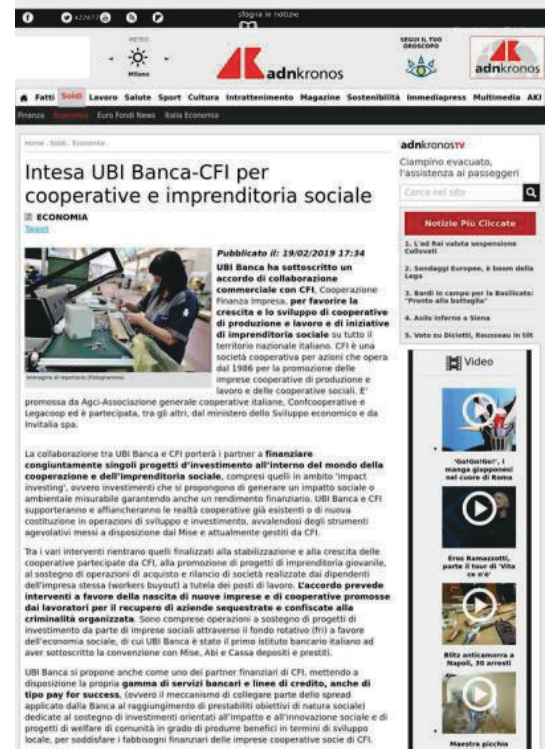 422677
sfoglia le notizie
METEO
Milano
adnkronos
SEGUI IL TUO
OROSCOPO
adnkronos
Fatti Soldi Lavoro Salute Sport Cultura Intrattenimento Magazine Sostenibilità Immediapress Multimedia AKI
Finanza Economia Euro Fondi News Italia Economia
Home . Soldi . Economia .
Intesa UBI Banca-CFI per
cooperative e imprenditoria sociale
ECONOMIA
Tweet
Immagine di repertorio (Fotogramma)
Pubblicato il: 19/02/2019 17:34
UBI Banca ha sottoscritto un
accordo di collaborazione
commerciale con CFI, Cooperazione
Finanza Impresa, per favorire la
crescita e lo sviluppo di cooperative
di produzione e lavoro e di iniziative
di imprenditoria sociale su tutto il
territorio nazionale italiano. CFI è una
società cooperativa per azioni che opera
dal 1986 per la promozione delle
imprese cooperative di produzione e
lavoro e delle cooperative sociali. E'
promossa da Agci-Associazione generale cooperative italiane, Confcooperative e
Legacoop ed è partecipata, tra gli altri, dal ministero dello Sviluppo economico e da
Invitalia spa.
La collaborazione tra UBI Banca e CFI porterà i partner a finanziare
congiuntamente singoli progetti d'investimento all'interno del mondo della
cooperazione e dell'imprenditoria sociale, compresi quelli in ambito 'impact
investing', ovvero investimenti che si propongono di generare un impatto sociale o
ambientale misurabile garantendo anche un rendimento finanziario. UBI Banca e CFI
supporteranno e affiancheranno le realtà cooperative già esistenti o di nuova
costituzione in operazioni di sviluppo e investimento, avvalendosi degli strumenti
agevolativi messi a disposizione dal Mise e attualmente gestiti da CFI.
Tra i vari interventi rientrano quelli finalizzati alla stabilizzazione e alla crescita delle
cooperative partecipate da CFI, alla promozione di progetti di imprenditoria giovanile,
al sostegno di operazioni di acquisto e rilancio di società realizzate dai dipendenti
dell'impresa stessa (workers buyout) a tutela dei posti di lavoro. L'accordo prevede
interventi a favore della nascita di nuove imprese e di cooperative promosse
dai lavoratori per il recupero di aziende sequestrate e confiscate alla
criminalità organizzata. Sono comprese operazioni a sostegno di progetti di
investimento da parte di imprese sociali attraverso il fondo rotativo (fri) a favore
dell'economia sociale, di cui UBI Banca è stato il primo istituto bancario italiano ad
aver sottoscritto la convenzione con Mise, Abi e Cassa depositi e prestiti.
UBI Banca si propone anche come uno dei partner finanziari di CFI, mettendo a
disposizione la propria gamma di servizi bancari e linee di credito, anche di
tipo pay for success, (ovvero il meccanismo di collegare parte dello spread
applicato dalla Banca al raggiungimento di prestabiliti obiettivi di natura sociale)
dedicate al sostegno di investimenti orientati all'impatto e all'innovazione sociale e di
progetti di welfare di comunità in grado di produrre benefici in termini di sviluppo
locale, per soddisfare i fabbisogni finanziari delle imprese cooperative socie di CFI.
adnkronosTV
Ciampino evacuato,
l'assistenza ai passeggeri
Cerca nel sito
Notizie Più Cliccate
1. L'ad Rai valuta sospensione
Collovati
2. Sondaggi Europee, è boom della
Lega
3. Bardi in campo per la Basilicata:
"Pronto alla battaglia"
4. Asilo inferno a Siena
5. Voto su Diciotti, Rousseau in tilt
Video
'Go!Go!Go!', i
manga giapponesi
nel cuore di Roma
Eros Ramazzotti,
parte il tour di 'Vita
ce n'è'
Blitz anticamorra a
Napoli, 30 arresti
Maestra picchia